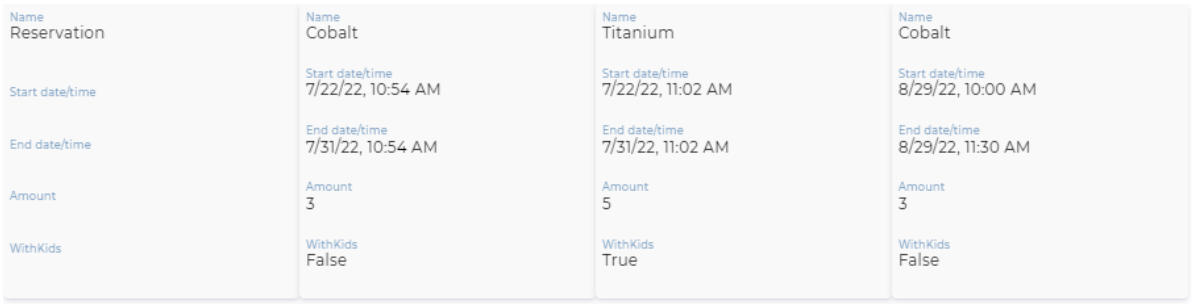 Name
Reservation
Start date/time
End date/time
Amount
WithKids
Name
Cobalt
Start date/time
7/22/22, 10:54 AM
End date/time
7/31/22, 10:54 AM
Amount
3
WithKids
False
Name
Titanium
Start date/time
7/22/22, 11:02 AM
End date/time
7/31/22, 11:02 AM
Amount
5
WithKids
True
Name
Cobalt
Start date/time
8/29/22, 10:00 AM
End date/time
8/29/22, 11:30 AM
Amount
3
WithKids
False